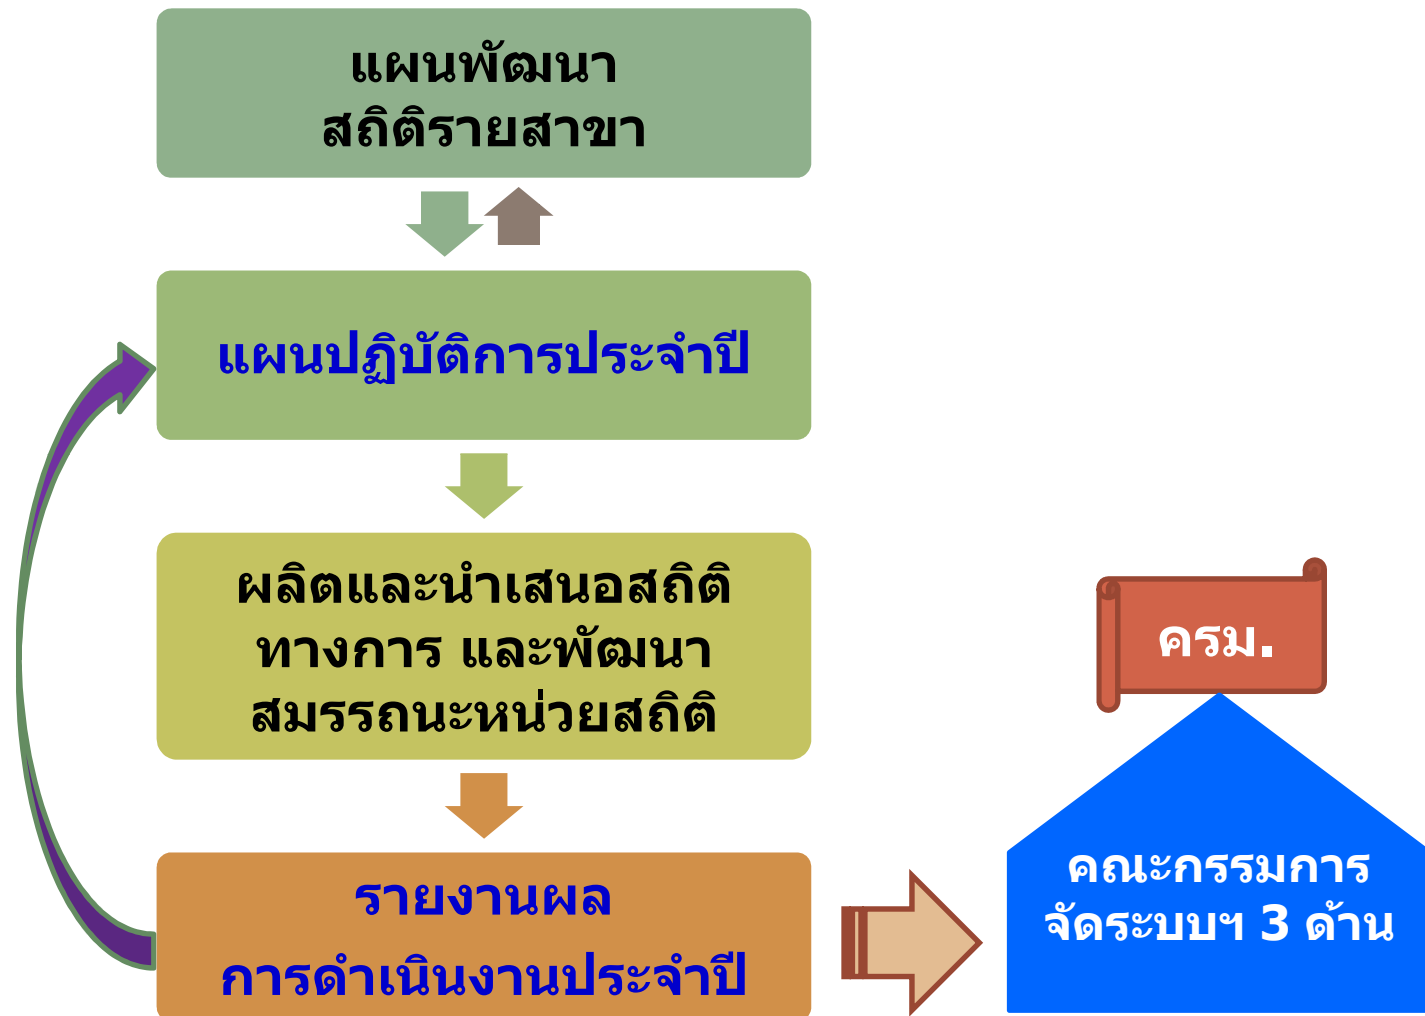 แผนพัฒนา
สถิติรายสาขา
แผนปฏิบัติการประจำปี
ผลิตและนำเสนอสถิติ
ทางการ และพัฒนา
สมรรถนะหน่วยสถิติ
รายงานผล
การดำเนินงานประจำปี
ครม.
คณะกรรมการ
จัดระบบฯ 3 ด้าน